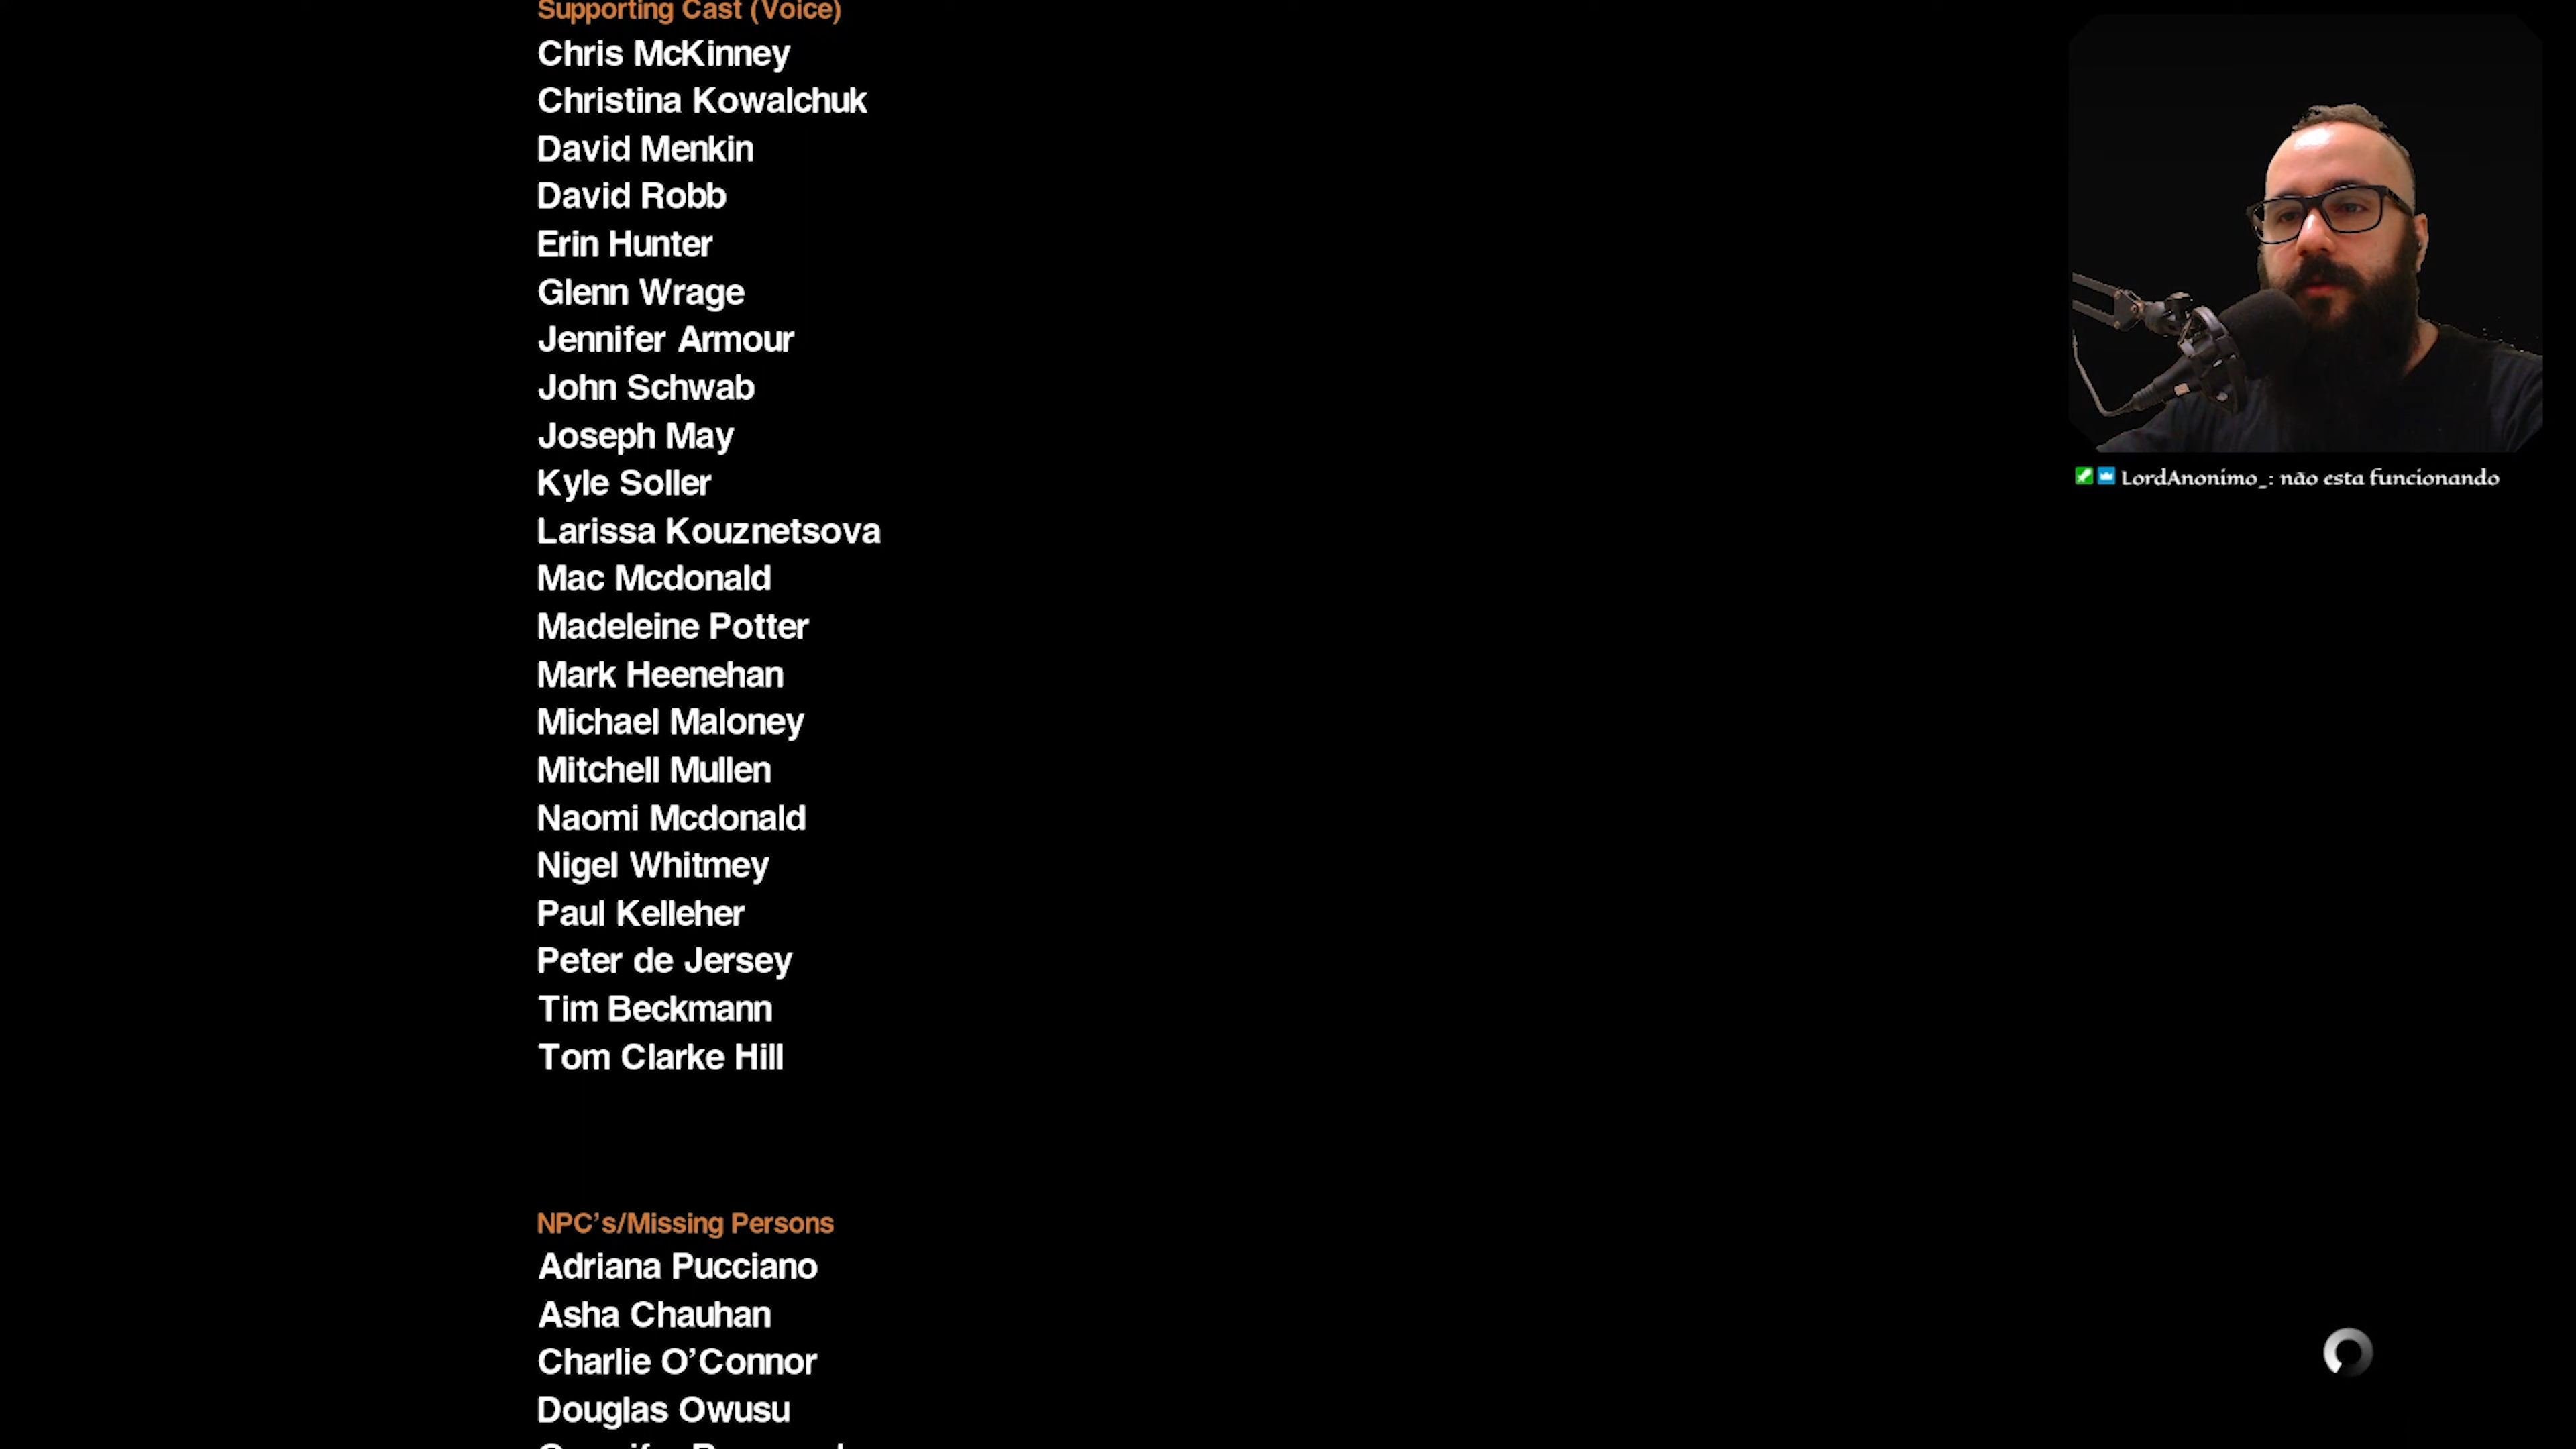 Supporting Cast (Voice)
Chris McKinney
Christina Kowalchuk
David Menkin
David Robb
Erin Hunter
Glenn Wrage
Jennifer Armour
John Schwab
Joseph May
Kyle Soller
Larissa Kouznetsova
Mac Mcdonald
Madeleine Potter
Mark Heenehan
Michael Maloney
Mitchell Mullen
Naomi Mcdonald
Nigel Whitmey
Paul Kelleher
Peter de Jersey
Tim Beckmann
Tom Clarke Hill
NPC’s/Missing Persons
Adriana Pucciano
Asha Chauhan
Charlie O’Connor
Douglas Owusu
LordAnonimo_: não esta funcionando